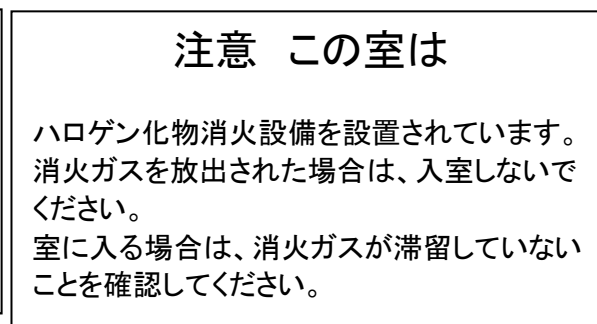 注意 この室は
ハロゲン化物消火設備を設置されています。
消火ガスを放出された場合は、入室しないで
ください。
室に入る場合は、消火ガスが滞留していない
ことを確認してください。